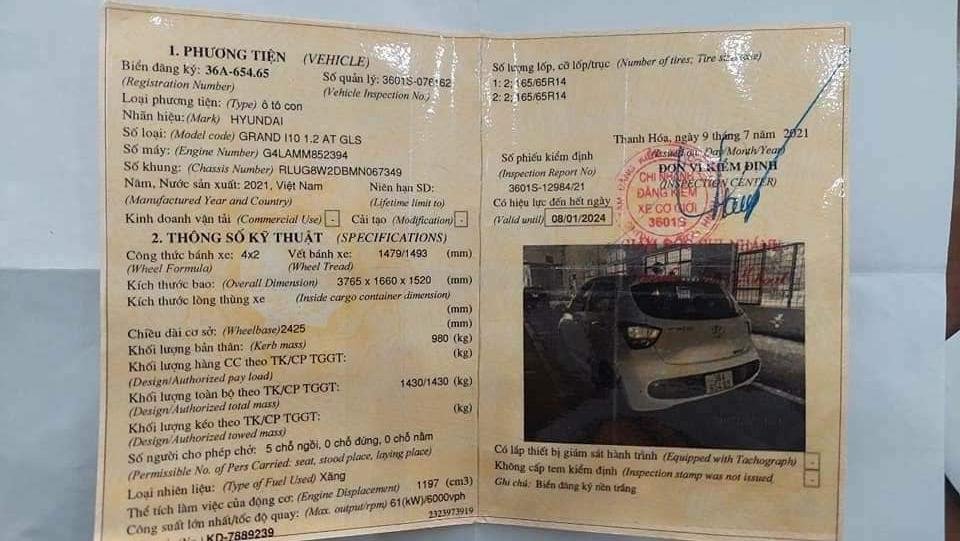 1. PHƯƠNG TIỆN (VEHICLE)
Biển đăng ký: 36A-654.65 Số quản lý: 3601S-076162
(Registration Number) (Vehicle Inspection No.)
Loại phương tiện: (Type) ô tô con
Nhãn hiệu: (Mark) HYUNDAI
Số loại: (Model code) GRAND I10 1.2 AT GLS
Số máy: (Engine Number) G4LAMM852394
Số khung: (Chassis Number) RLUG8W2DBMN067349
Năm, Nước sản xuất: 2021, Việt Nam Niên hạn SD:
(Manufactured Year and Country) (Lifetime limit to)
Kinh doanh vận tải (Commercial Use) - Cải tạo (Modification) -
2. THÔNG SỐ KỸ THUẬT (SPECIFICATIONS)
Công thức bánh xe: 4x2 Vết bánh xe: 1479/1493 (mm)
(Wheel Formula) (Wheel Tread)
Kích thước bao: (Overall Dimension) 3765 x 1660 x 1520 (mm)
Kích thước lòng thùng xe (Inside cargo container dimension)
(mm)
Chiều dài cơ sở: (Wheelbase) 2425 (mm)
Khối lượng bản thân: (Kerb mass) 980 (kg)
Khối lượng hàng CC theo TK/CP TGGT: (kg)
(Design/Authorized pay load)
Khối lượng toàn bộ theo TK/CP TGGT: 1430/1430 (kg)
(Design/Authorized total mass)
Khối lượng kéo theo TK/CP TGGT: (kg)
(Design/Authorized towed mass)
Số người cho phép chở: 5 chỗ ngồi, 0 chỗ đứng, 0 chỗ nằm
(Permissible No. of Pers Carried: seat, stood place, laying place)
Loại nhiên liệu: (Type of Fuel Used) Xăng
Thể tích làm việc của động cơ: (Engine Displacement) 1197 (cm3)
Công suất lớn nhất/tốc độ quay: (Max. output/rpm) 61(kW)/6000vph
2323973919
KD-7889239
Số lượng lốp, cỡ lốp/trục (Number of tires; Tire size/axle)
1: 2; 165/65R14
2: 2; 165/65R14
Thanh Hóa, ngày 9 tháng 7 năm 2021
(Issued on: Day/Month/Year)
Số phiếu kiểm định ĐƠN VỊ KIỂM ĐỊNH
(Inspection Report No) (INSPECTION CENTER)
3601S-12984/21
Có hiệu lực đến hết ngày
(Valid until) 08/01/2024
CHI NHÁNH
ĐĂNG KIỂM
XE CƠ GIỚI
3601S
Có lắp thiết bị giám sát hành trình (Equipped with Tachograph) -
Không cấp tem kiểm định (Inspection stamp was not issued) -
Ghi chú: Biển đăng ký nền trắng